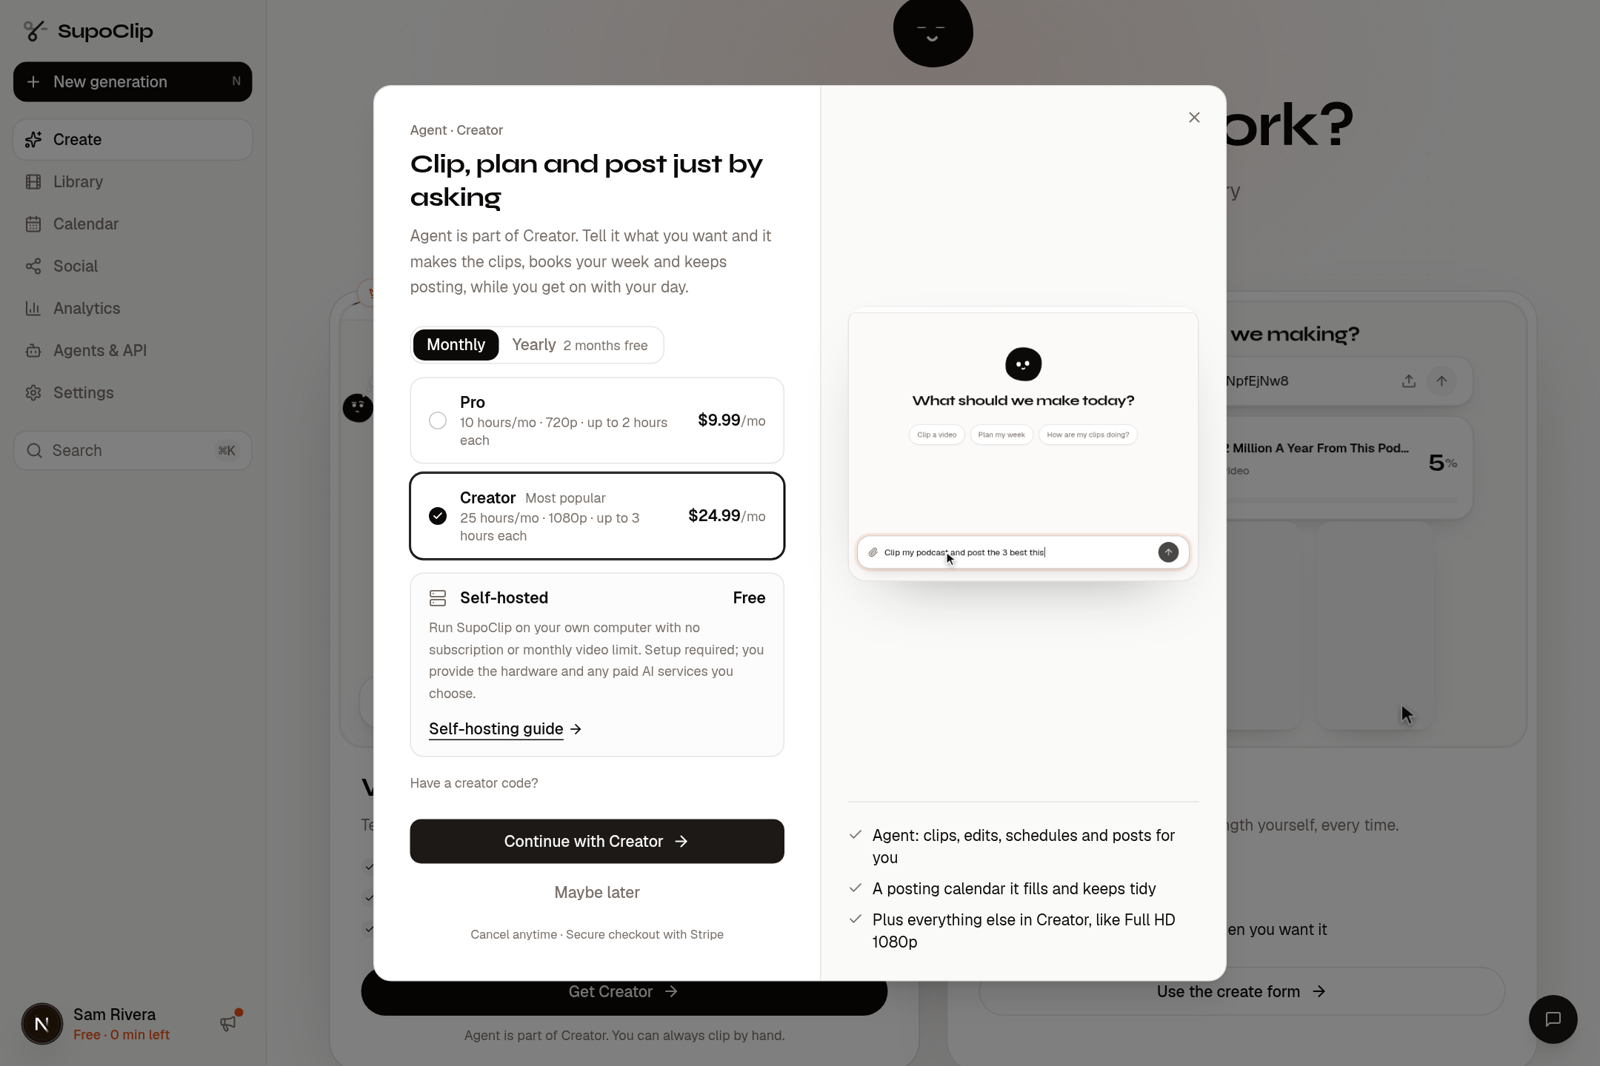 SupoClip
New generation N
Create
Library
Calendar
Social
Analytics
Agents & API
Settings
Search ⌘K
Sam Rivera
Free · 0 min left
Agent · Creator
Clip, plan and post just by
asking
Agent is part of Creator. Tell it what you want and it
makes the clips, books your week and keeps
posting, while you get on with your day.
Monthly Yearly 2 months free
Pro
10 hours/mo · 720p · up to 2 hours
each
$9.99/mo
Creator Most popular
25 hours/mo · 1080p · up to 3
hours each
$24.99/mo
Self-hosted Free
Run SupoClip on your own computer with no
subscription or monthly video limit. Setup required; you
provide the hardware and any paid AI services you
choose.
Self-hosting guide →
Have a creator code?
Continue with Creator →
Maybe later
Cancel anytime · Secure checkout with Stripe
What should we make today?
Clip a video Plan my week How are my clips doing?
Clip my podcast and post the 3 best this
Agent: clips, edits, schedules and posts for
you
A posting calendar it fills and keeps tidy
Plus everything else in Creator, like Full HD
1080p
ork?
we making?
NpfEjNw8
Million A Year From This Pod...
5%
ngth yourself, every time.
en you want it
Get Creator →
Agent is part of Creator. You can always clip by hand.
Use the create form →